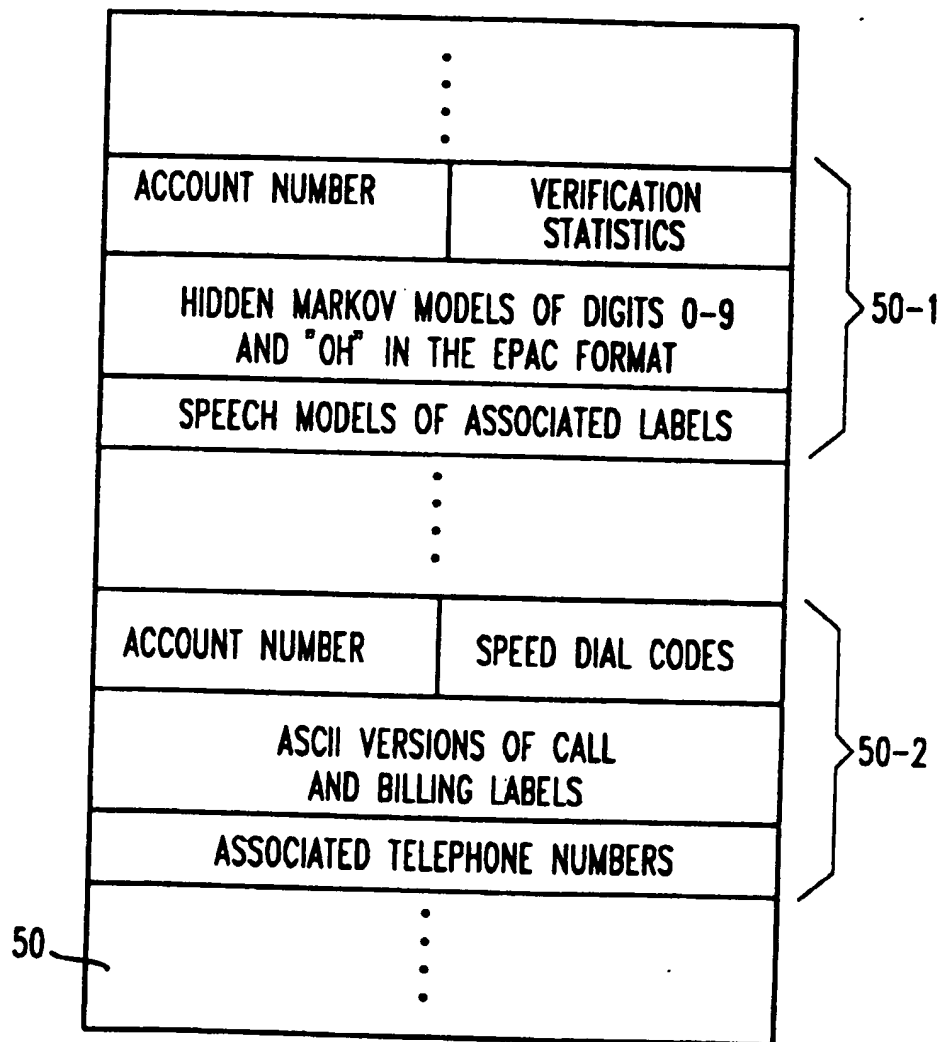 ACCOUNT NUMBER
VERIFICATION
STATISTICS
HIDDEN MARKOV MODELS OF DIGITS 0-9
AND "OH" IN THE EPAC FORMAT
SPEECH MODELS OF ASSOCIATED LABELS
50-1
ACCOUNT NUMBER
SPEED DIAL CODES
ASCII VERSIONS OF CALL
AND BILLING LABELS
ASSOCIATED TELEPHONE NUMBERS
50-2
50